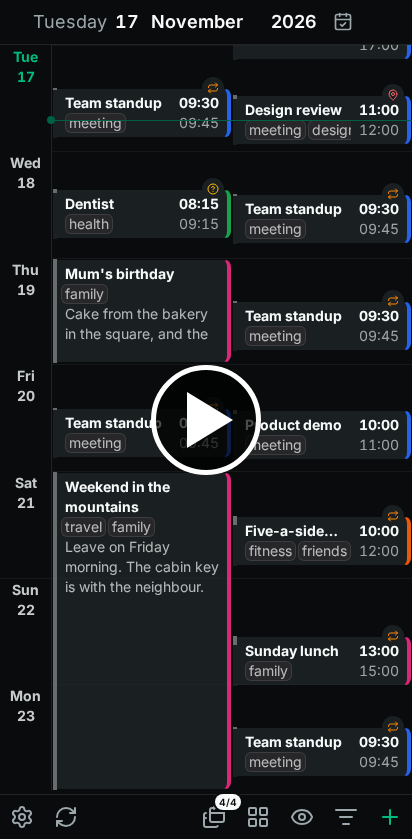 Tuesday 17 November 2026
17:00
Tue
17
Team standup 09:30
meeting 09:45
Design review 11:00
meeting design 12:00
Wed
18
Dentist 08:15
health 09:15
Team standup 09:30
meeting 09:45
Thu
19
Mum's birthday
family
Cake from the bakery
in the square, and the
Team standup 09:30
meeting 09:45
Fri
20
Team standup
meeting
Product demo 10:00
meeting 11:00
Sat
21
Weekend in the
mountains
travel family
Leave on Friday
morning. The cabin key
is with the neighbour.
Five-a-side... 10:00
fitness friends 12:00
Sun
22
Sunday lunch 13:00
family 15:00
Mon
23
Team standup 09:30
meeting 09:45
4/4